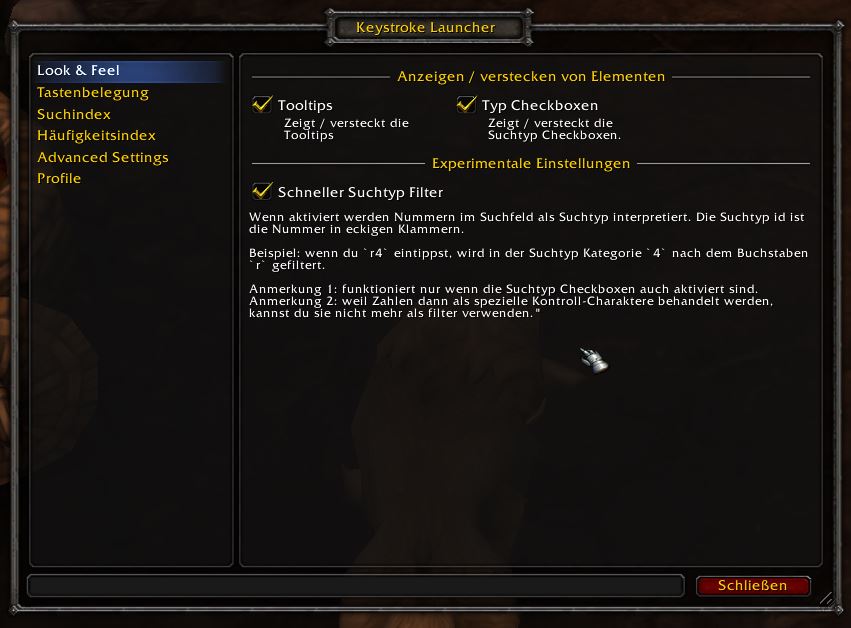 Keystroke Launcher
Look & Feel
Tastenbelegung
Suchindex
Häufigkeitsindex
Advanced Settings
Profile
Anzeigen / verstecken von Elementen
Tooltips
Zeigt / versteckt die
Tooltips
Typ Checkboxen
Zeigt / versteckt die
Suchtyp Checkboxen.
Experimentale Einstellungen
Schneller Suchtyp Filter
Wenn aktiviert werden Nummern im Suchfeld als Suchtyp interpretiert. Die Suchtyp id ist
die Nummer in eckigen Klammern.
Beispiel: wenn du `r4` eintippst, wird in der Suchtyp Kategorie `4` nach dem Buchstaben
`r` gefiltert.
Anmerkung 1: funktioniert nur wenn die Suchtyp Checkboxen auch aktiviert sind.
Anmerkung 2: weil Zahlen dann als spezielle Kontroll-Charaktere behandelt werden,
kannst du sie nicht mehr als filter verwenden."
Schließen